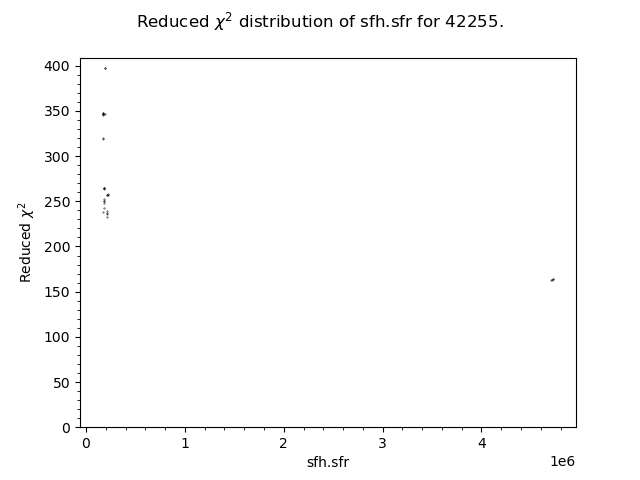 Reduced χ² distribution of sfh.sfr for 42255.
400
350
300
250
200
150
100
50
0
Reduced χ²
0 1 2 3 4
1e6
sfh.sfr